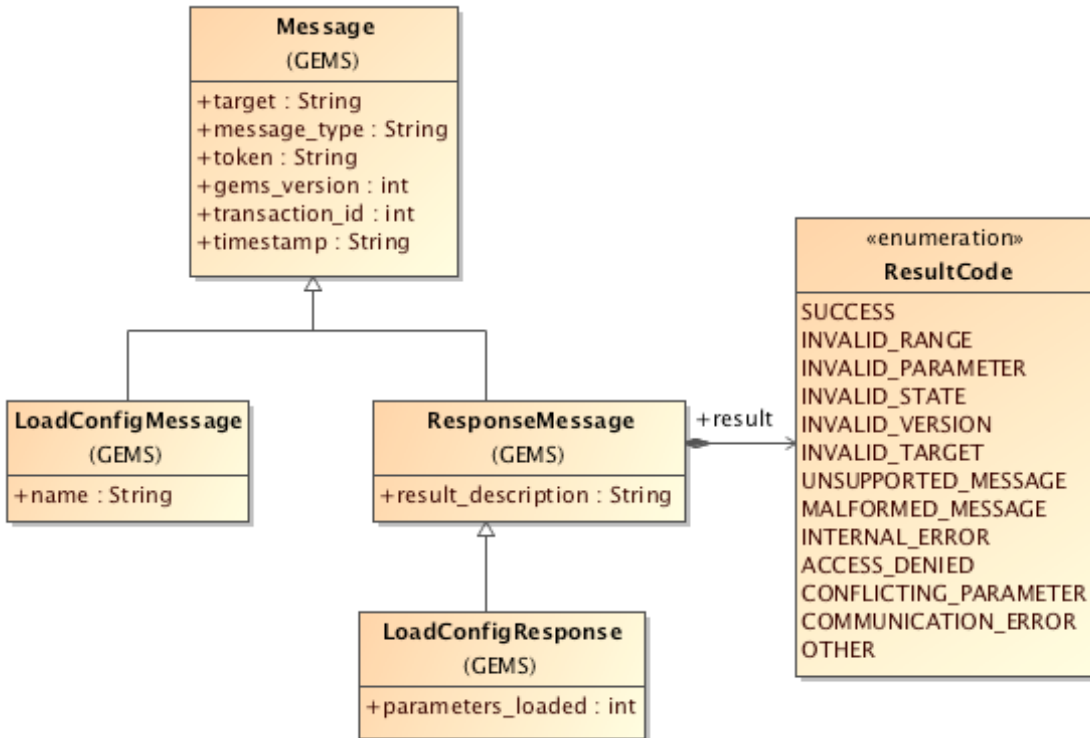 Message
(GEMS)
+target : String
+message_type : String
+token : String
+gems_version : int
+transaction_id : int
+timestamp : String
«enumeration»
ResultCode
SUCCESS
INVALID_RANGE
INVALID_PARAMETER
INVALID_STATE
INVALID_VERSION
INVALID_TARGET
UNSUPPORTED_MESSAGE
MALFORMED_MESSAGE
INTERNAL_ERROR
ACCESS_DENIED
CONFLICTING_PARAMETER
COMMUNICATION_ERROR
OTHER
LoadConfigMessage
(GEMS)
+name : String
ResponseMessage
(GEMS)
+result_description : String
+result
LoadConfigResponse
(GEMS)
+parameters_loaded : int